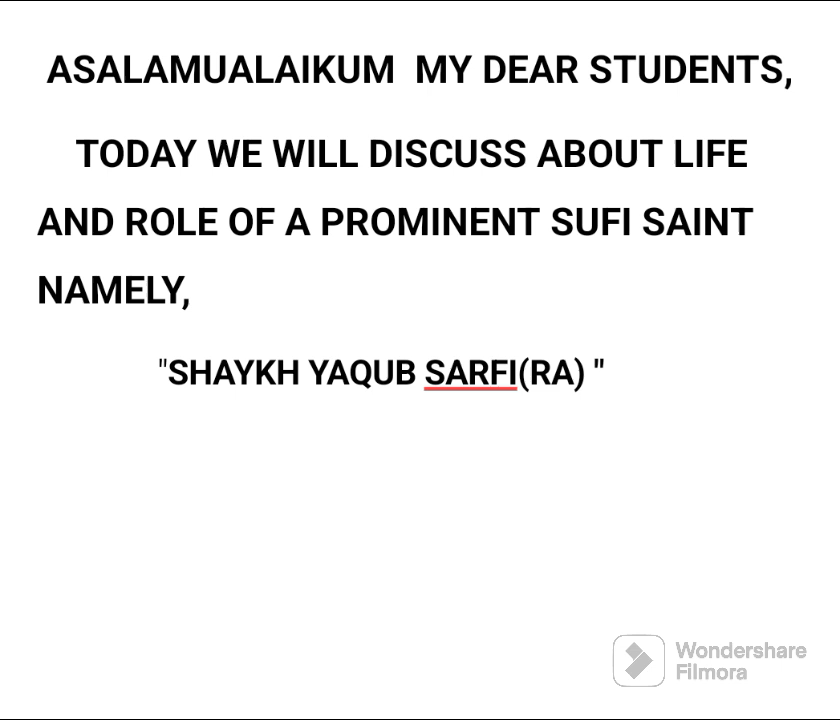 ASALAMUALAIKUM MY DEAR STUDENTS,
TODAY WE WILL DISCUSS ABOUT LIFE
AND ROLE OF A PROMINENT SUFI SAINT
NAMELY,
"SHAYKH YAQUB SARFI(RA) "
Wondershare
Filmora